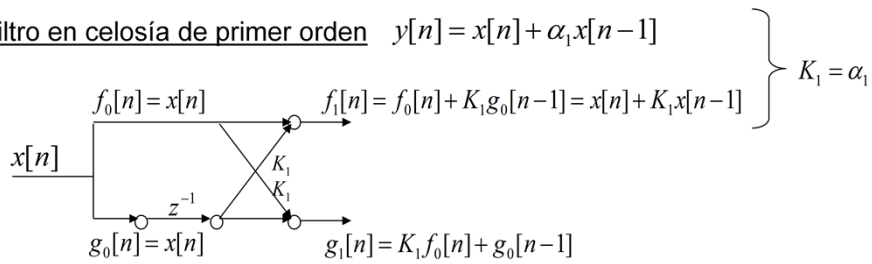 iltro en celosía de primer orden y[n] = x[n] + α₁x[n−1]
K₁ = α₁
f₀[n] = x[n]
f₁[n] = f₀[n] + K₁g₀[n−1] = x[n] + K₁x[n−1]
x[n]
K₁
K₁
z⁻¹
g₀[n] = x[n]
g₁[n] = K₁f₀[n] + g₀[n−1]